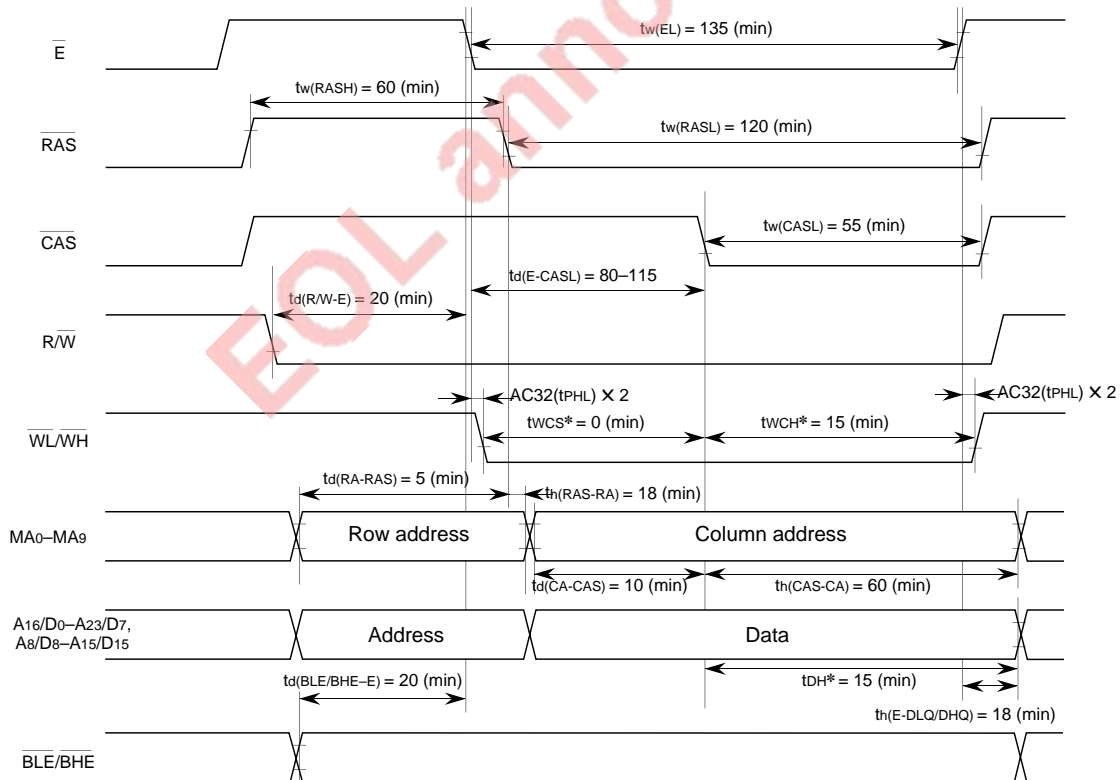 E
tw(EL) = 135 (min)
tw(RASH) = 60 (min)
RAS
tw(RASL) = 120 (min)
CAS
tw(CASL) = 55 (min)
td(E-CASL) = 80–115
td(R/W-E) = 20 (min)
R/W
AC32(tPHL) × 2
AC32(tPHL) × 2
WL/WH
tWCS* = 0 (min)
tWCH* = 15 (min)
td(RA-RAS) = 5 (min)
th(RAS-RA) = 18 (min)
MA0–MA9
Row address
Column address
td(CA-CAS) = 10 (min)
th(CAS-CA) = 60 (min)
A16/D0–A23/D7,
A8/D8–A15/D15
Address
Data
td(BLE/BHE–E) = 20 (min)
tDH* = 15 (min)
th(E-DLQ/DHQ) = 18 (min)
BLE/BHE
EOL anno